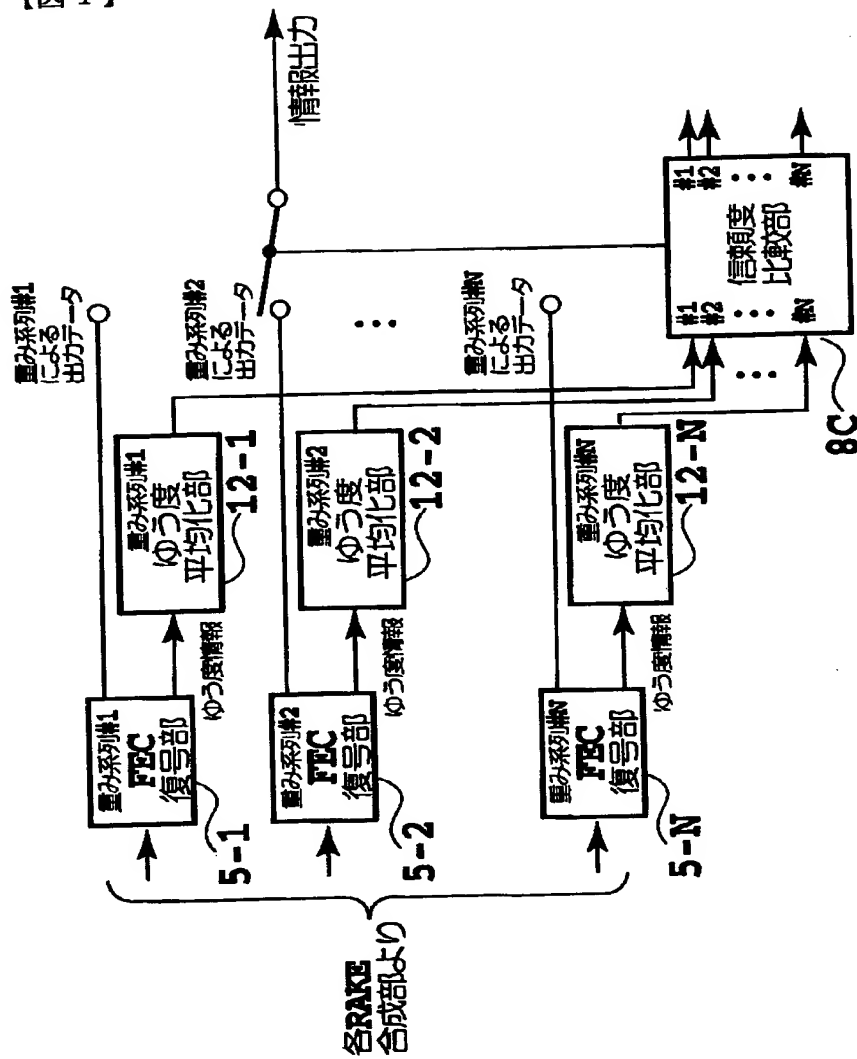 各RAKE
合成部より
重み系列#1
FEC
復号部
5-1
重み系列#2
FEC
復号部
5-2
重み系列#N
FEC
復号部
5-N
ゆう度情報
ゆう度情報
ゆう度情報
重み系列#1
ゆう度
平均化部
12-1
重み系列#2
ゆう度
平均化部
12-2
重み系列#N
ゆう度
平均化部
12-N
重み系列#1
による
出力データ
重み系列#2
による
出力データ
重み系列#N
による
出力データ
情報出力
#1
#2
#N
信頼度
比較部
#1
#2
#N
8C